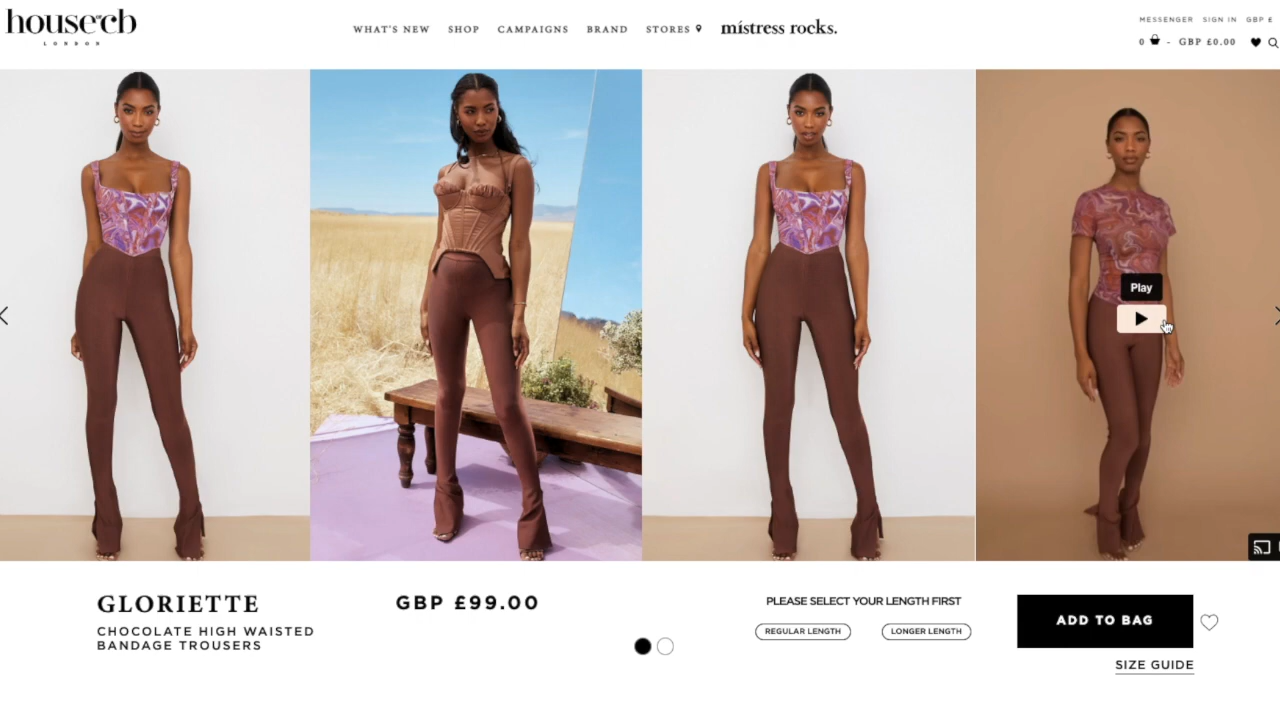 house of cb
LONDON
WHAT'S NEW
SHOP
CAMPAIGNS
BRAND
STORES
mistress rocks.
MESSENGER
SIGN IN
GBP £
0 - GBP £0.00
Play
GLORIETTE
CHOCOLATE HIGH WAISTED
BANDAGE TROUSERS
GBP £99.00
PLEASE SELECT YOUR LENGTH FIRST
REGULAR LENGTH
LONGER LENGTH
ADD TO BAG
SIZE GUIDE